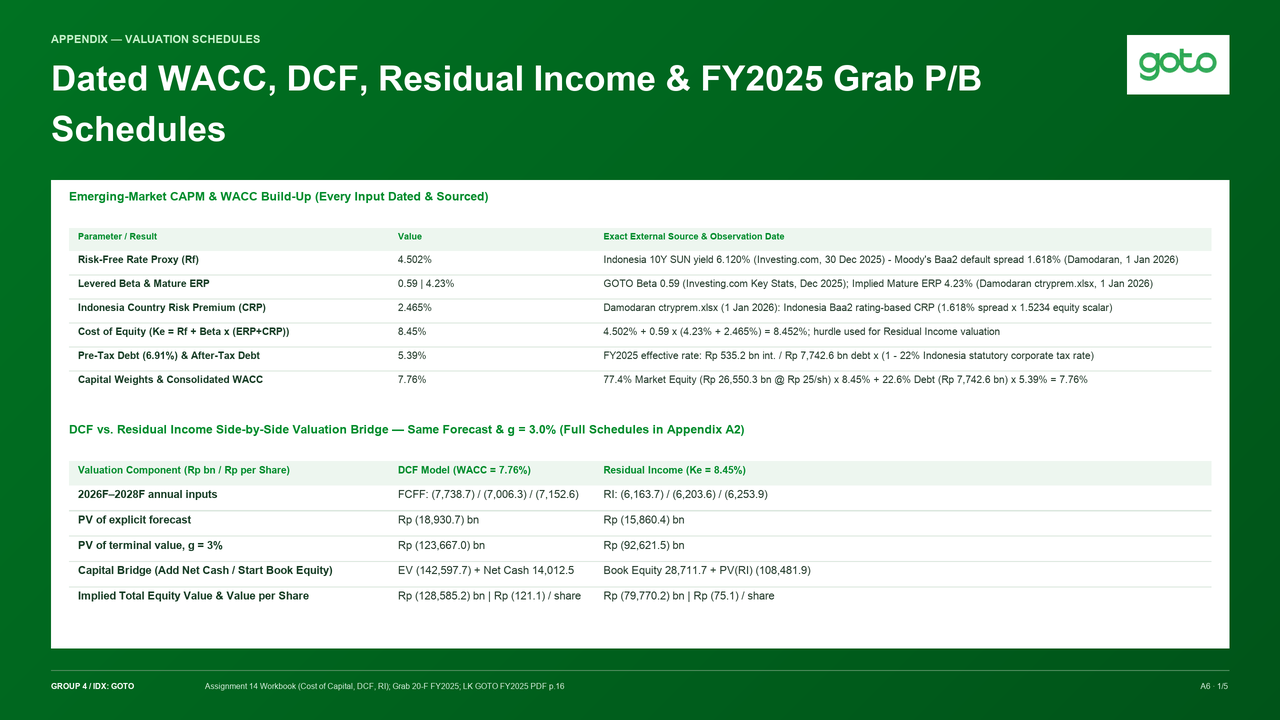 APPENDIX — VALUATION SCHEDULES
goto
Dated WACC, DCF, Residual Income & FY2025 Grab P/B
Schedules
Emerging-Market CAPM & WACC Build-Up (Every Input Dated & Sourced)
Parameter / Result Value Exact External Source & Observation Date
Risk-Free Rate Proxy (Rf) 4.502% Indonesia 10Y SUN yield 6.120% (Investing.com, 30 Dec 2025) - Moody's Baa2 default spread 1.618% (Damodaran, 1 Jan 2026)
Levered Beta & Mature ERP 0.59 | 4.23% GOTO Beta 0.59 (Investing.com Key Stats, Dec 2025); Implied Mature ERP 4.23% (Damodaran ctryprem.xlsx, 1 Jan 2026)
Indonesia Country Risk Premium (CRP) 2.465% Damodaran ctryprem.xlsx (1 Jan 2026): Indonesia Baa2 rating-based CRP (1.618% spread x 1.5234 equity scalar)
Cost of Equity (Ke = Rf + Beta x (ERP+CRP)) 8.45% 4.502% + 0.59 x (4.23% + 2.465%) = 8.452%; hurdle used for Residual Income valuation
Pre-Tax Debt (6.91%) & After-Tax Debt 5.39% FY2025 effective rate: Rp 535.2 bn int. / Rp 7,742.6 bn debt x (1 - 22% Indonesia statutory corporate tax rate)
Capital Weights & Consolidated WACC 7.76% 77.4% Market Equity (Rp 26,550.3 bn @ Rp 25/sh) x 8.45% + 22.6% Debt (Rp 7,742.6 bn) x 5.39% = 7.76%
DCF vs. Residual Income Side-by-Side Valuation Bridge — Same Forecast & g = 3.0% (Full Schedules in Appendix A2)
Valuation Component (Rp bn / Rp per Share) DCF Model (WACC = 7.76%) Residual Income (Ke = 8.45%)
2026F–2028F annual inputs FCFF: (7,738.7) / (7,006.3) / (7,152.6) RI: (6,163.7) / (6,203.6) / (6,253.9)
PV of explicit forecast Rp (18,930.7) bn Rp (15,860.4) bn
PV of terminal value, g = 3% Rp (123,667.0) bn Rp (92,621.5) bn
Capital Bridge (Add Net Cash / Start Book Equity) EV (142,597.7) + Net Cash 14,012.5 Book Equity 28,711.7 + PV(RI) (108,481.9)
Implied Total Equity Value & Value per Share Rp (128,585.2) bn | Rp (121.1) / share Rp (79,770.2) bn | Rp (75.1) / share
GROUP 4 / IDX: GOTO Assignment 14 Workbook (Cost of Capital, DCF, RI); Grab 20-F FY2025; LK GOTO FY2025 PDF p.16 A6 · 1/5